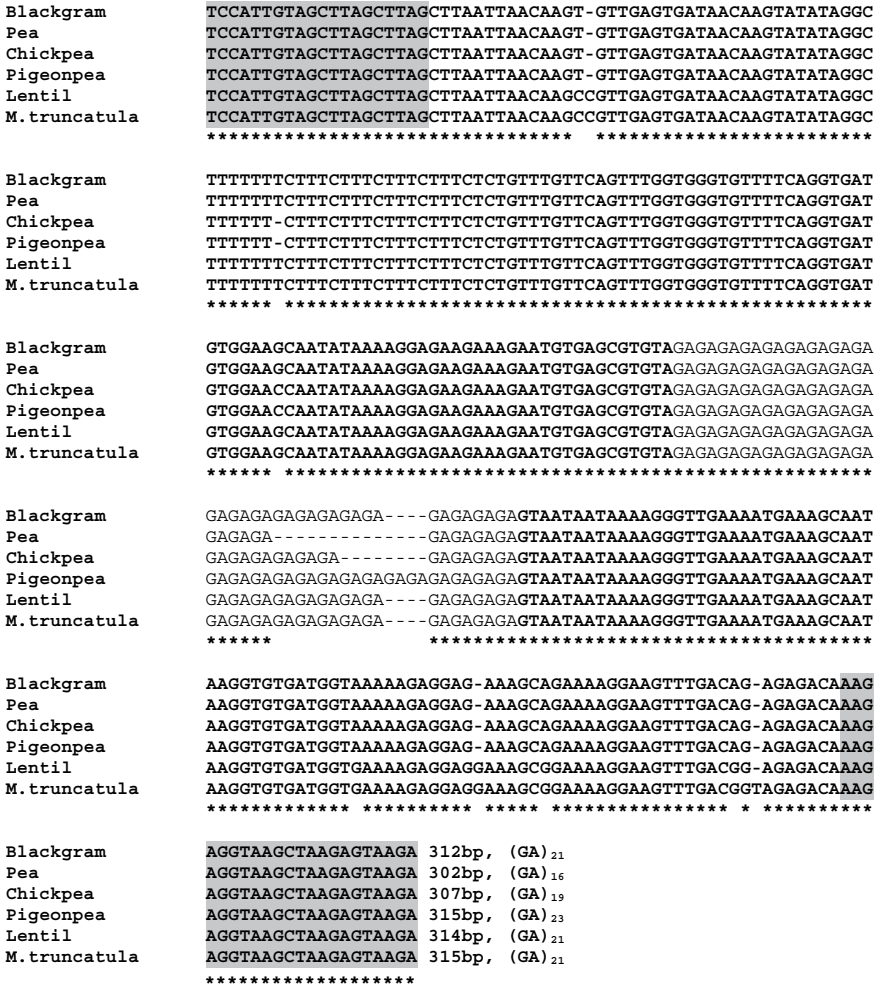 Blackgram TCCATTGTAGCTTAGCTTAGCTTAATTAACAAGT-GTTGAGTGATAACAAGTATATAGGC
Pea TCCATTGTAGCTTAGCTTAGCTTAATTAACAAGT-GTTGAGTGATAACAAGTATATAGGC
Chickpea TCCATTGTAGCTTAGCTTAGCTTAATTAACAAGT-GTTGAGTGATAACAAGTATATAGGC
Pigeonpea TCCATTGTAGCTTAGCTTAGCTTAATTAACAAGT-GTTGAGTGATAACAAGTATATAGGC
Lentil TCCATTGTAGCTTAGCTTAGCTTAATTAACAAGCCGTTGAGTGATAACAAGTATATAGGC
M.truncatula TCCATTGTAGCTTAGCTTAGCTTAATTAACAAGCCGTTGAGTGATAACAAGTATATAGGC
*********************************  *************************
Blackgram TTTTTTTCTTTCTTTCTTTCTTTCTCTGTTTGTTCAGTTTGGTGGGTGTTTTCAGGTGAT
Pea TTTTTTTCTTTCTTTCTTTCTTTCTCTGTTTGTTCAGTTTGGTGGGTGTTTTCAGGTGAT
Chickpea TTTTTT-CTTTCTTTCTTTCTTTCTCTGTTTGTTCAGTTTGGTGGGTGTTTTCAGGTGAT
Pigeonpea TTTTTT-CTTTCTTTCTTTCTTTCTCTGTTTGTTCAGTTTGGTGGGTGTTTTCAGGTGAT
Lentil TTTTTTTCTTTCTTTCTTTCTTTCTCTGTTTGTTCAGTTTGGTGGGTGTTTTCAGGTGAT
M.truncatula TTTTTTTCTTTCTTTCTTTCTTTCTCTGTTTGTTCAGTTTGGTGGGTGTTTTCAGGTGAT
****** *****************************************************
Blackgram GTGGAAGCAATATAAAAGGAGAAGAAAGAATGTGAGCGTGTAGAGAGAGAGAGAGAGAGA
Pea GTGGAAGCAATATAAAAGGAGAAGAAAGAATGTGAGCGTGTAGAGAGAGAGAGAGAGAGA
Chickpea GTGGAACCAATATAAAAGGAGAAGAAAGAATGTGAGCGTGTAGAGAGAGAGAGAGAGAGA
Pigeonpea GTGGAACCAATATAAAAGGAGAAGAAAGAATGTGAGCGTGTAGAGAGAGAGAGAGAGAGA
Lentil GTGGAAGCAATATAAAAGGAGAAGAAAGAATGTGAGCGTGTAGAGAGAGAGAGAGAGAGA
M.truncatula GTGGAAGCAATATAAAAGGAGAAGAAAGAATGTGAGCGTGTAGAGAGAGAGAGAGAGAGA
****** *****************************************************
Blackgram GAGAGAGAGAGAGAGA----GAGAGAGAGTAATAATAAAAGGGTTGAAAATGAAAGCAAT
Pea GAGAGA--------------GAGAGAGAGTAATAATAAAAGGGTTGAAAATGAAAGCAAT
Chickpea GAGAGAGAGAGA--------GAGAGAGAGTAATAATAAAAGGGTTGAAAATGAAAGCAAT
Pigeonpea GAGAGAGAGAGAGAGAGAGAGAGAGAGAGTAATAATAAAAGGGTTGAAAATGAAAGCAAT
Lentil GAGAGAGAGAGAGAGA----GAGAGAGAGTAATAATAAAAGGGTTGAAAATGAAAGCAAT
M.truncatula GAGAGAGAGAGAGAGA----GAGAGAGAGTAATAATAAAAGGGTTGAAAATGAAAGCAAT
******              ****************************************
Blackgram AAGGTGTGATGGTAAAAAGAGGAG-AAAGCAGAAAAGGAAGTTTGACAG-AGAGACAAAG
Pea AAGGTGTGATGGTAAAAAGAGGAG-AAAGCAGAAAAGGAAGTTTGACAG-AGAGACAAAG
Chickpea AAGGTGTGATGGTAAAAAGAGGAG-AAAGCAGAAAAGGAAGTTTGACAG-AGAGACAAAG
Pigeonpea AAGGTGTGATGGTAAAAAGAGGAG-AAAGCAGAAAAGGAAGTTTGACAG-AGAGACAAAG
Lentil AAGGTGTGATGGTGAAAAGAGGAGGAAAGCGGAAAAGGAAGTTTGACGG-AGAGACAAAG
M.truncatula AAGGTGTGATGGTGAAAAGAGGAGGAAAGCGGAAAAGGAAGTTTGACGGTAGAGACAAAG
************* ********** ***** **************** * **********
Blackgram AGGTAAGCTAAGAGTAAGA 312bp, (GA)₂₁
Pea AGGTAAGCTAAGAGTAAGA 302bp, (GA)₁₆
Chickpea AGGTAAGCTAAGAGTAAGA 307bp, (GA)₁₉
Pigeonpea AGGTAAGCTAAGAGTAAGA 315bp, (GA)₂₃
Lentil AGGTAAGCTAAGAGTAAGA 314bp, (GA)₂₁
M.truncatula AGGTAAGCTAAGAGTAAGA 315bp, (GA)₂₁
*******************